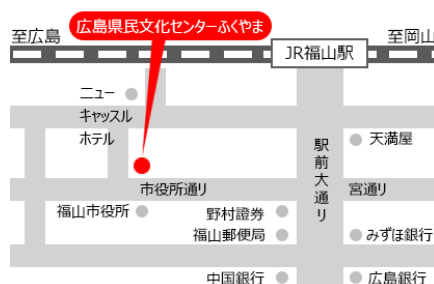 広島県民文化センターふくやま
至広島
JR福山駅
至岡山
ニュー
キャッスル
ホテル
駅前大通り
天満屋
市役所通り
宮通り
福山市役所
野村證券
福山郵便局
みずほ銀行
中国銀行
広島銀行